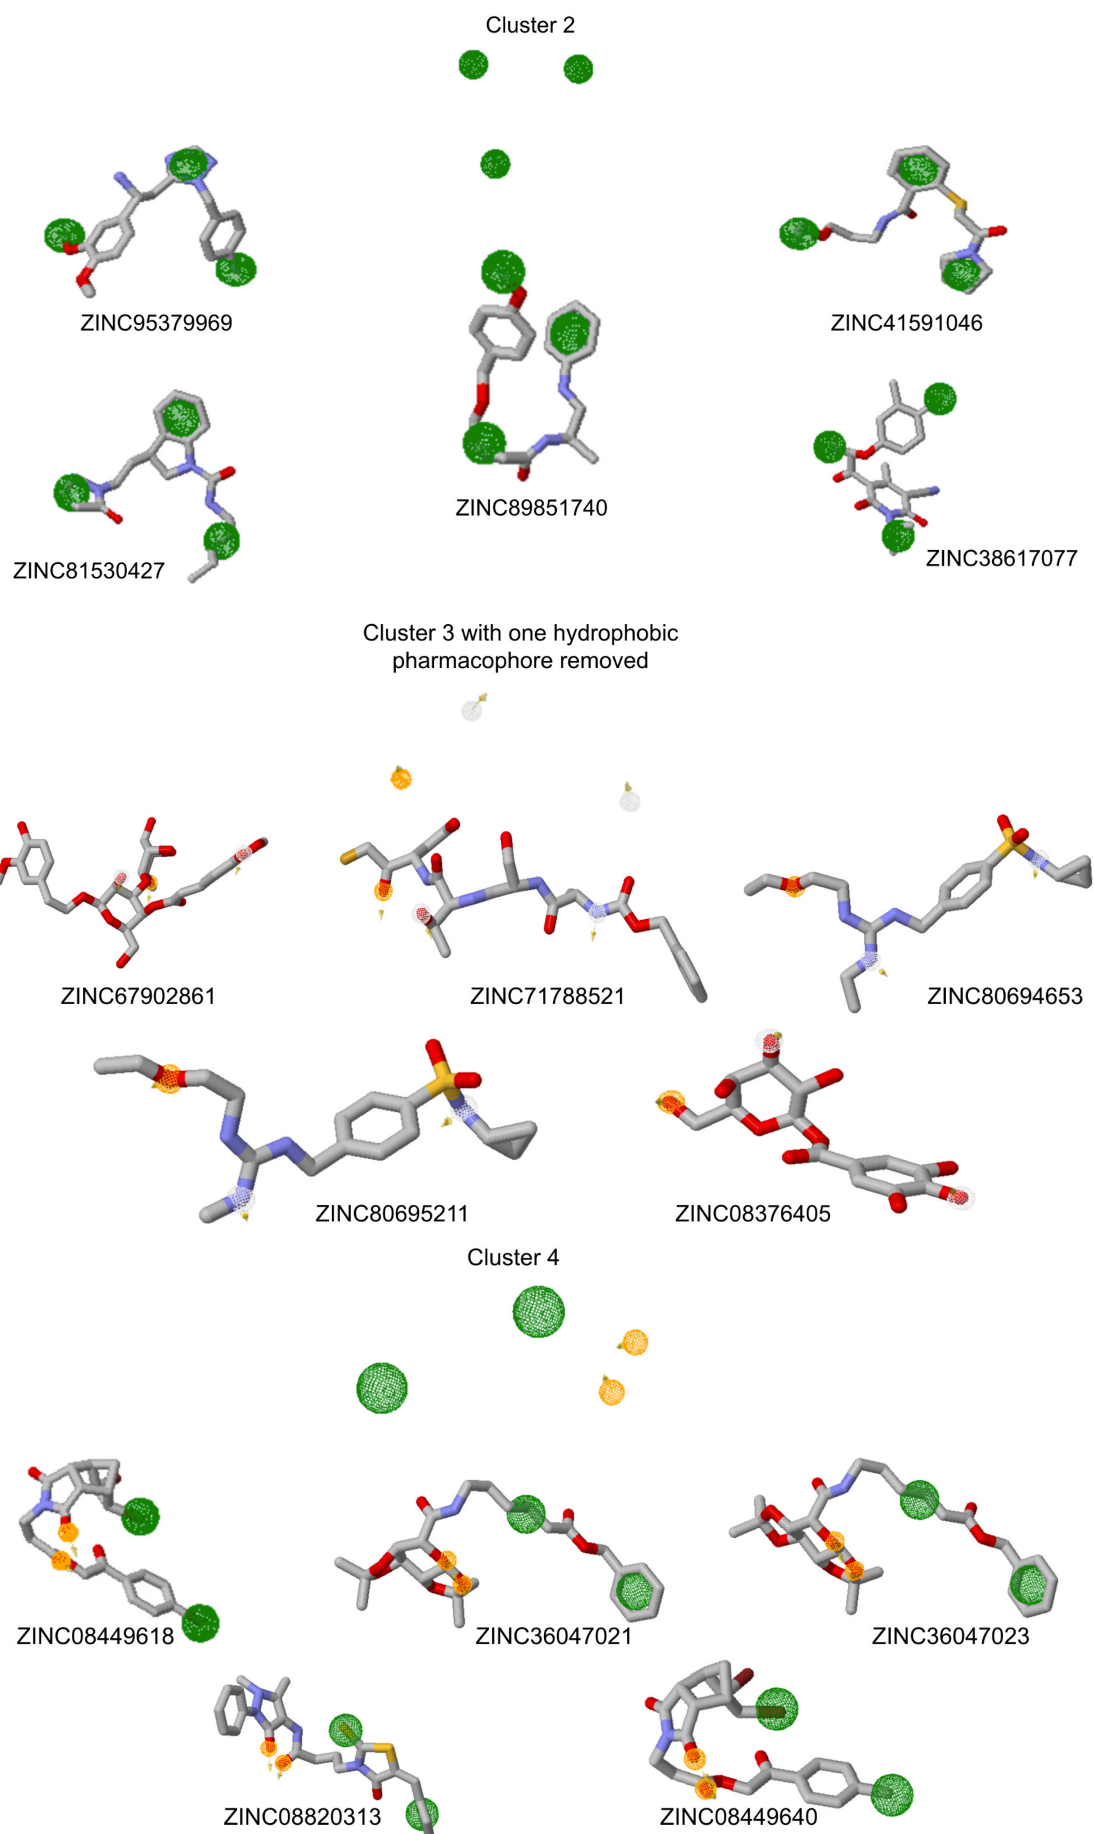 Cluster 2
ZINC95379969
ZINC41591046
ZINC89851740
ZINC81530427
ZINC38617077
Cluster 3 with one hydrophobic
pharmacophore removed
ZINC67902861
ZINC71788521
ZINC80694653
ZINC80695211
ZINC08376405
Cluster 4
ZINC08449618
ZINC36047021
ZINC36047023
ZINC08820313
ZINC08449640